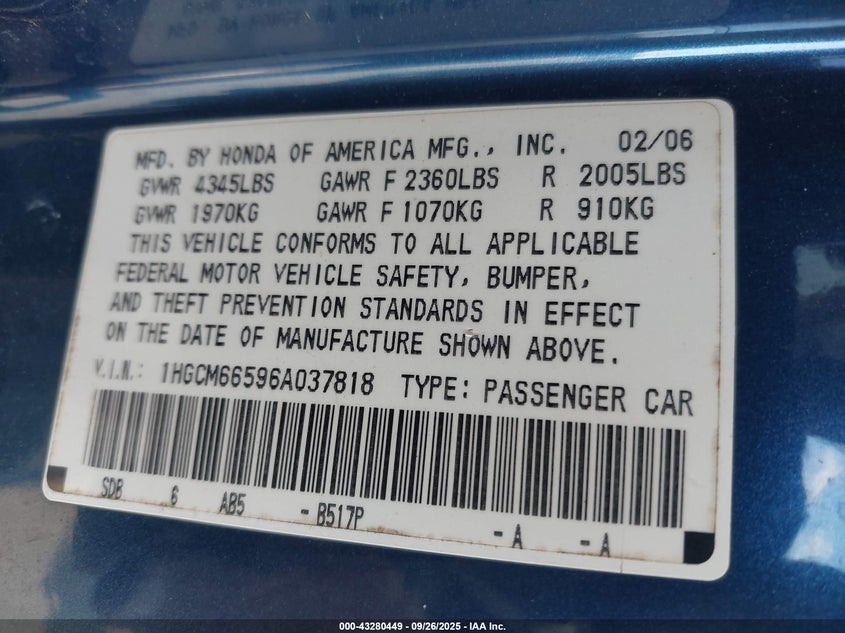 MFD. BY HONDA OF AMERICA MFG., INC. 02/06
GVWR 4345LBS GAWR F 2360LBS R 2005LBS
GVWR 1970KG GAWR F 1070KG R 910KG
THIS VEHICLE CONFORMS TO ALL APPLICABLE
FEDERAL MOTOR VEHICLE SAFETY, BUMPER,
AND THEFT PREVENTION STANDARDS IN EFFECT
ON THE DATE OF MANUFACTURE SHOWN ABOVE.
V.I.N.: 1HGCM66596A037818 TYPE: PASSENGER CAR
SDB 6 AB5 - B517P - A - A
000-43280449 - 09/26/2025 - IAA Inc.